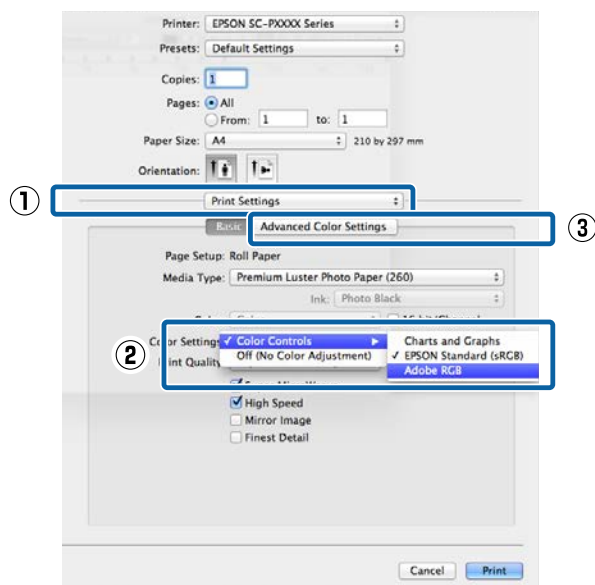 Printer: EPSON SC-PXXXX Series
Presets: Default Settings
Copies: 1
Pages: All
From: 1 to: 1
Paper Size: A4 210 by 297 mm
Orientation:
① Print Settings
Basic Advanced Color Settings ③
Page Setup: Roll Paper
Media Type: Premium Luster Photo Paper (260)
Ink: Photo Black
② Color Settings ✓ Color Controls ▶ Charts and Graphs
Off (No Color Adjustment) ✓ EPSON Standard (sRGB)
Print Quality Adobe RGB
High Speed
Mirror Image
Finest Detail
Cancel Print